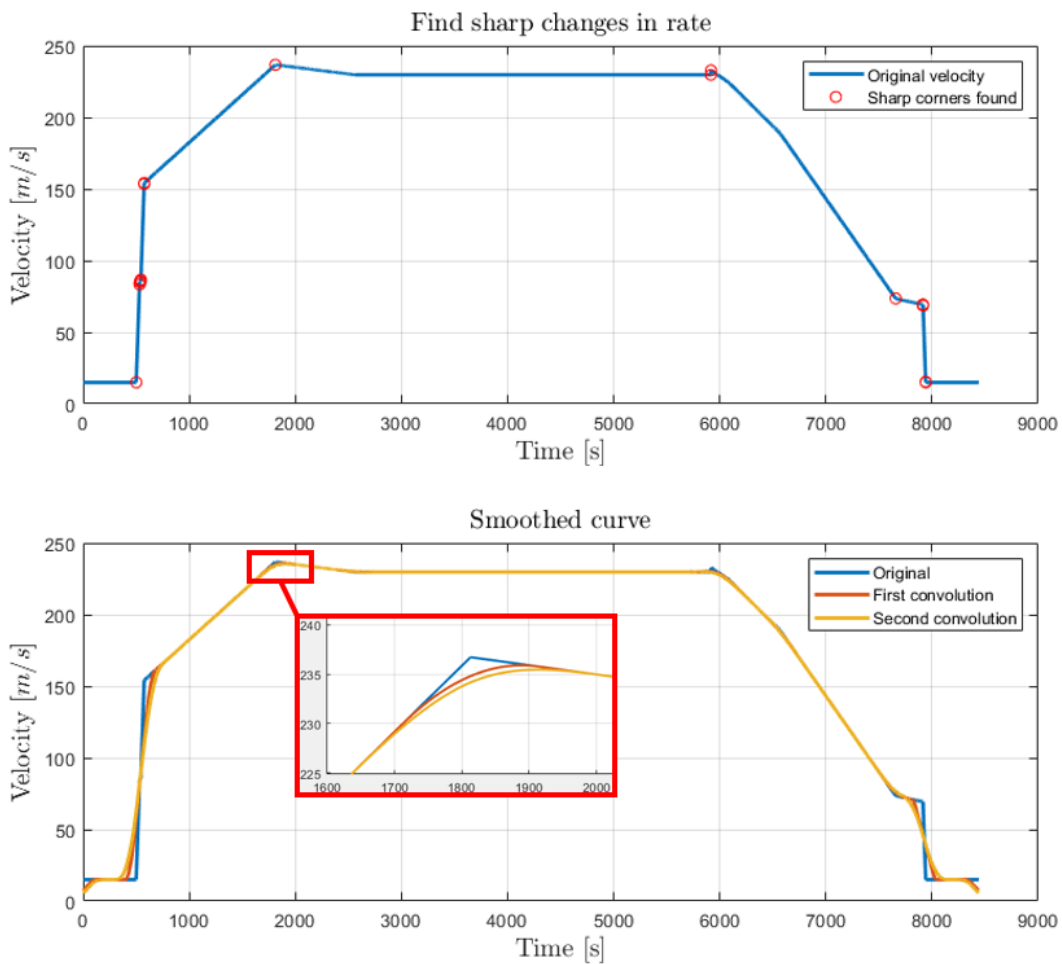 Find sharp changes in rate
250
200
150
100
50
0
Velocity [m/s]
Original velocity
Sharp corners found
0 1000 2000 3000 4000 5000 6000 7000 8000 9000
Time [s]
Smoothed curve
250
200
150
100
50
0
Velocity [m/s]
Original
First convolution
Second convolution
240
235
230
225
1600 1700 1800 1900 2000
0 1000 2000 3000 4000 5000 6000 7000 8000 9000
Time [s]